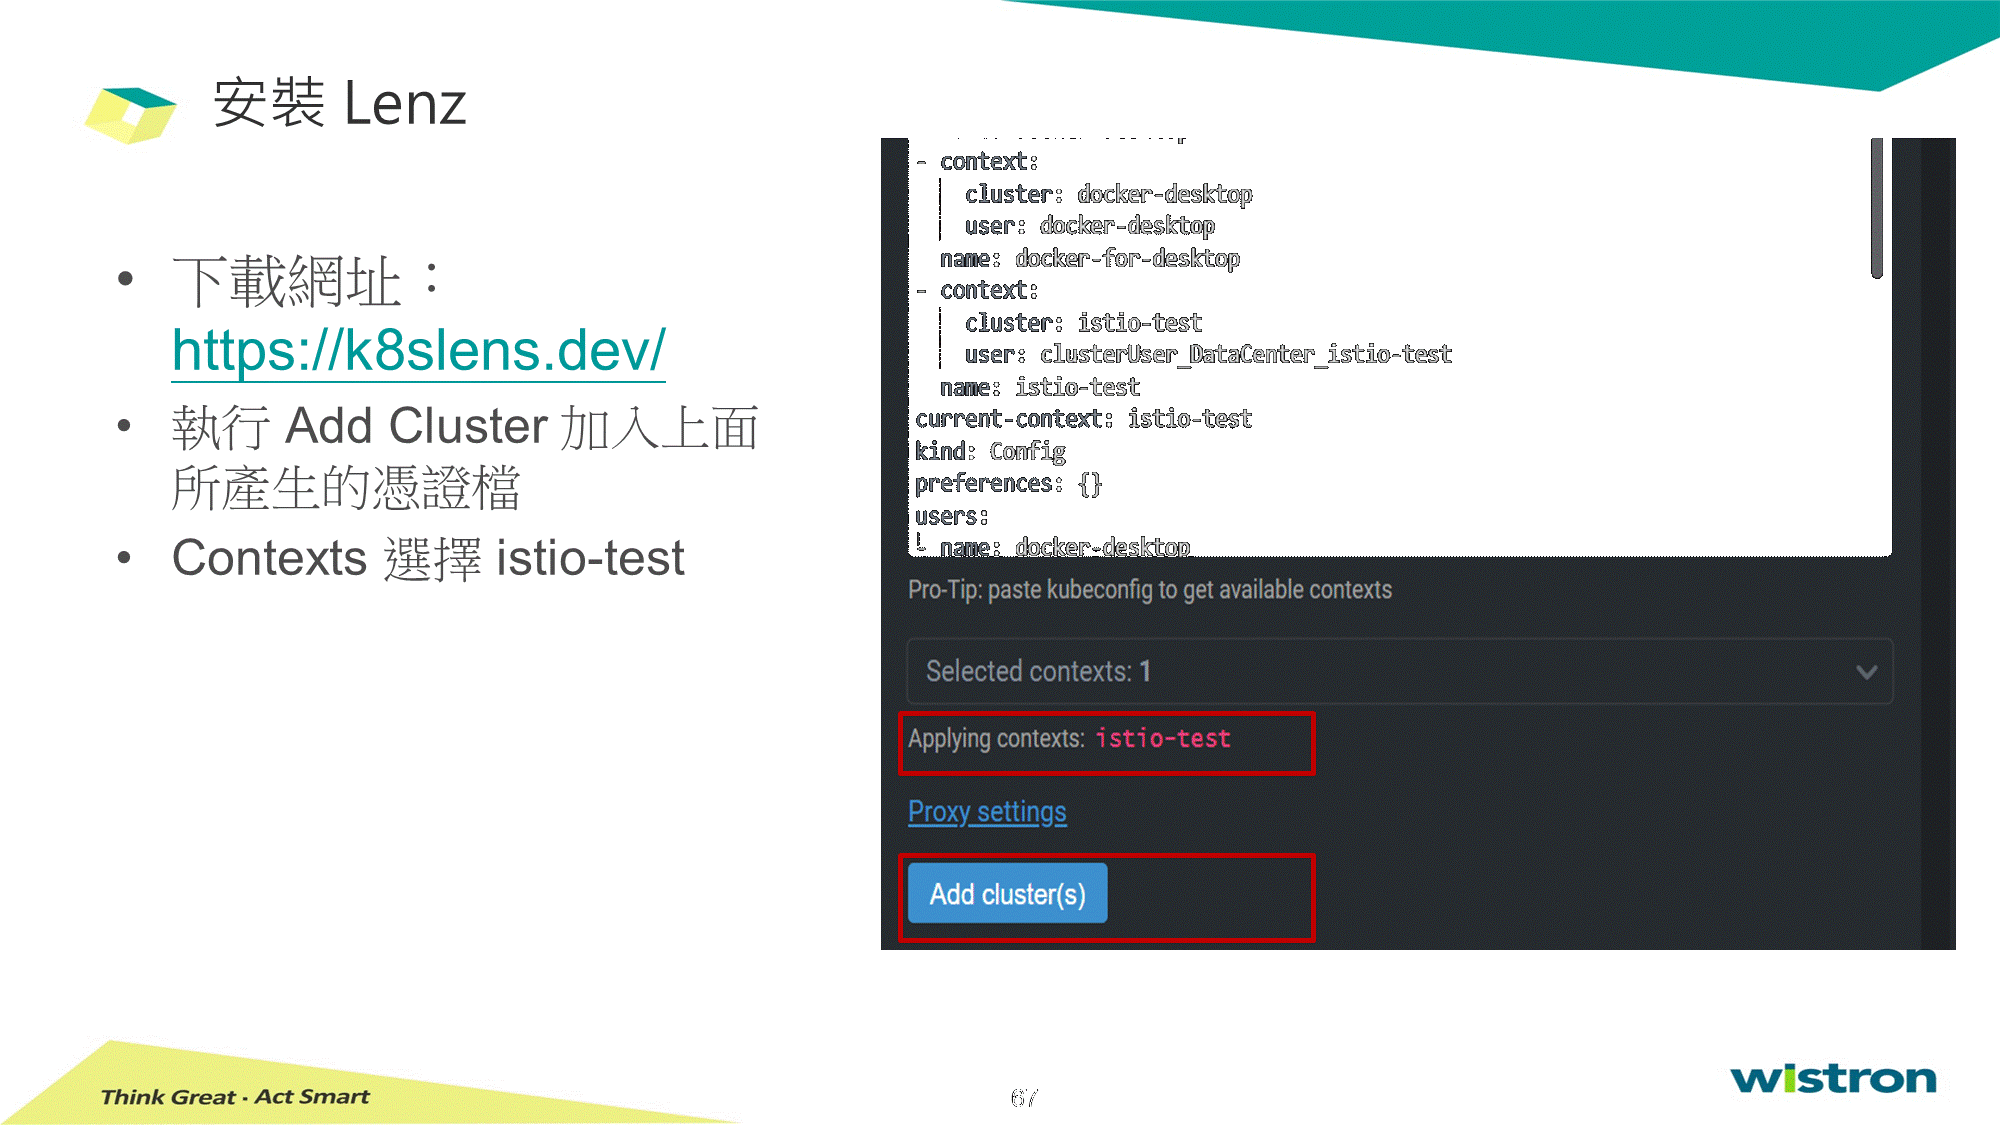 安裝 Lenz
• 下載網址：
https://k8slens.dev/
• 執行 Add Cluster 加入上面
所產生的憑證檔
• Contexts 選擇 istio-test
- context:
cluster: docker-desktop
user: docker-desktop
name: docker-for-desktop
- context:
cluster: istio-test
user: clusterUser_DataCenter_istio-test
name: istio-test
current-context: istio-test
kind: Config
preferences: {}
users:
- name: docker-desktop
Pro-Tip: paste kubeconfig to get available contexts
Selected contexts: 1
Applying contexts: istio-test
Proxy settings
Add cluster(s)
Think Great · Act Smart
67
wistron